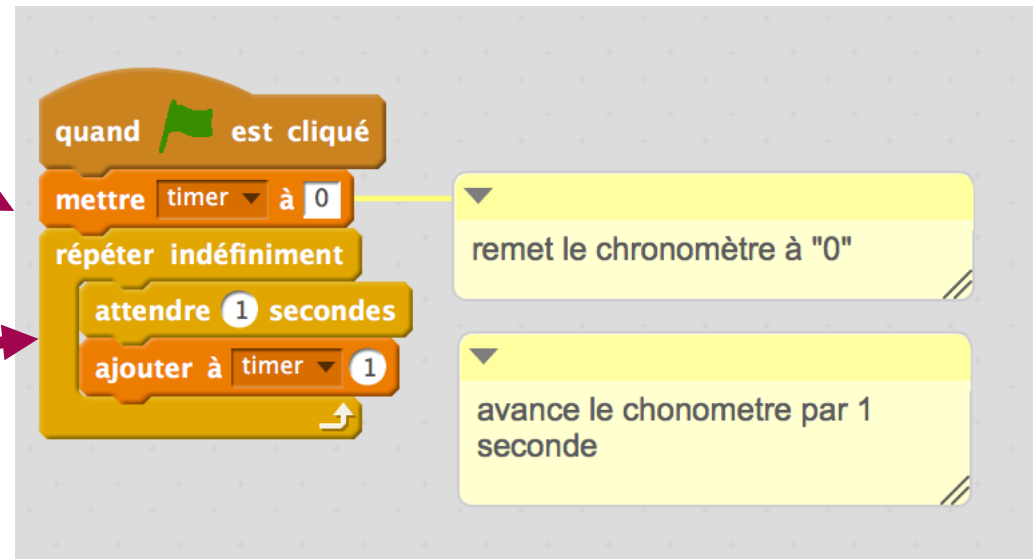 quand est cliqué
mettre timer à 0
répéter indéfiniment
attendre 1 secondes
ajouter à timer 1
remet le chronomètre à "0"
avance le chonometre par 1
seconde